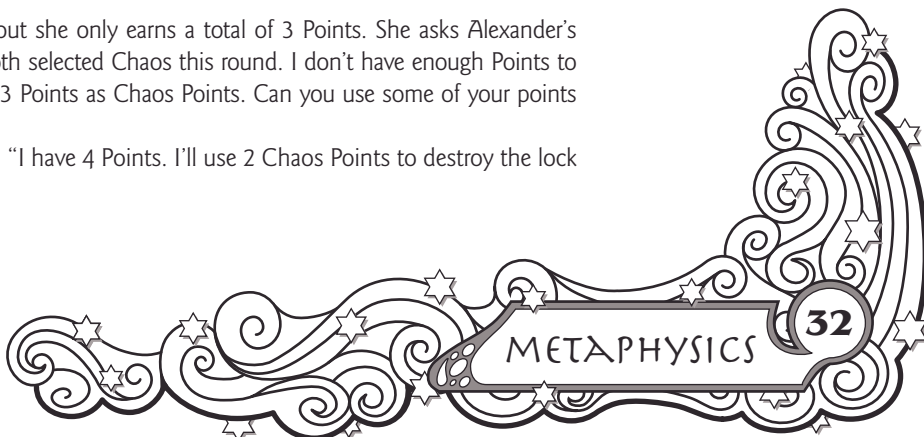 but she only earns a total of 3 Points. She asks Alexander's
oth selected Chaos this round. I don't have enough Points to
3 Points as Chaos Points. Can you use some of your points
“I have 4 Points. I'll use 2 Chaos Points to destroy the lock
METAPHYSICS
32